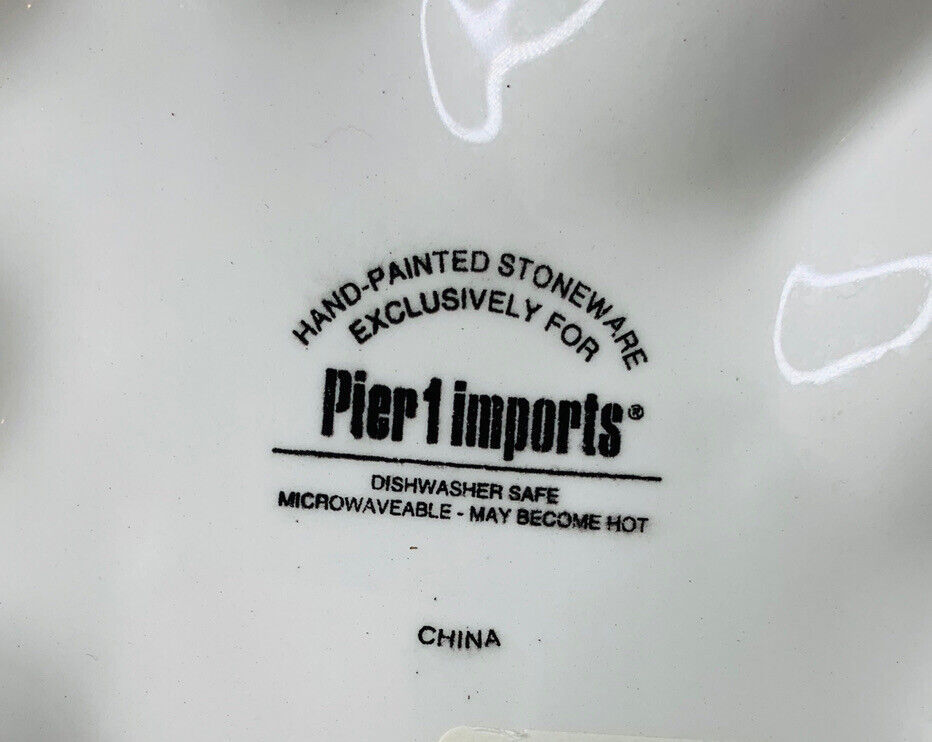 HAND-PAINTED STONEWARE
EXCLUSIVELY FOR
Pier 1 imports®
DISHWASHER SAFE
MICROWAVEABLE - MAY BECOME HOT
CHINA